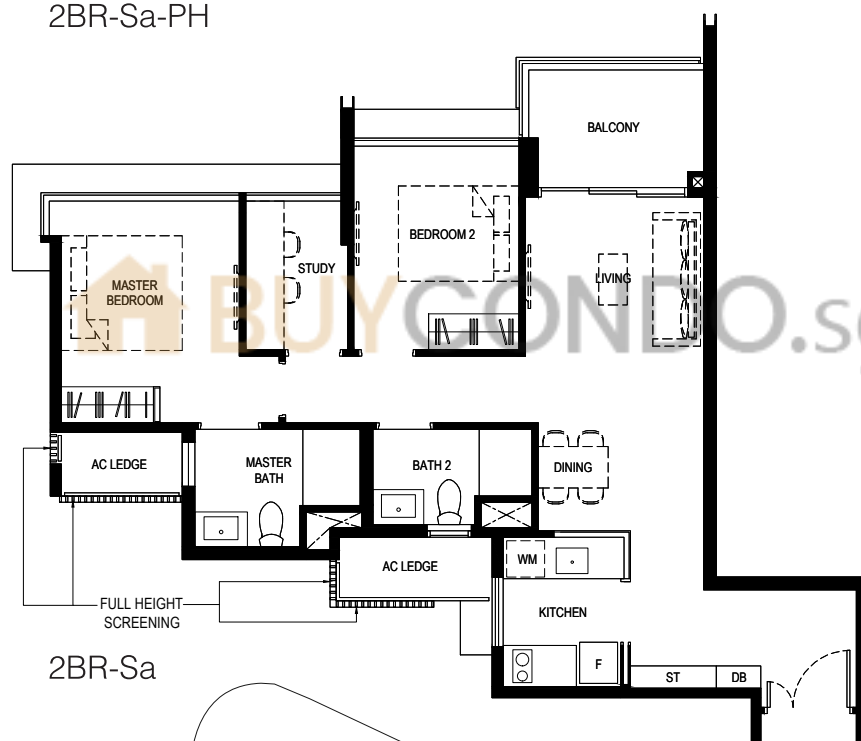 2BR-Sa-PH
BALCONY
BEDROOM 2
STUDY
LIVING
MASTER
BEDROOM
BUYCONDO.sg
AC LEDGE
MASTER
BATH
BATH 2
DINING
AC LEDGE
WM
FULL HEIGHT
SCREENING
KITCHEN
F
2BR-Sa
ST
DB